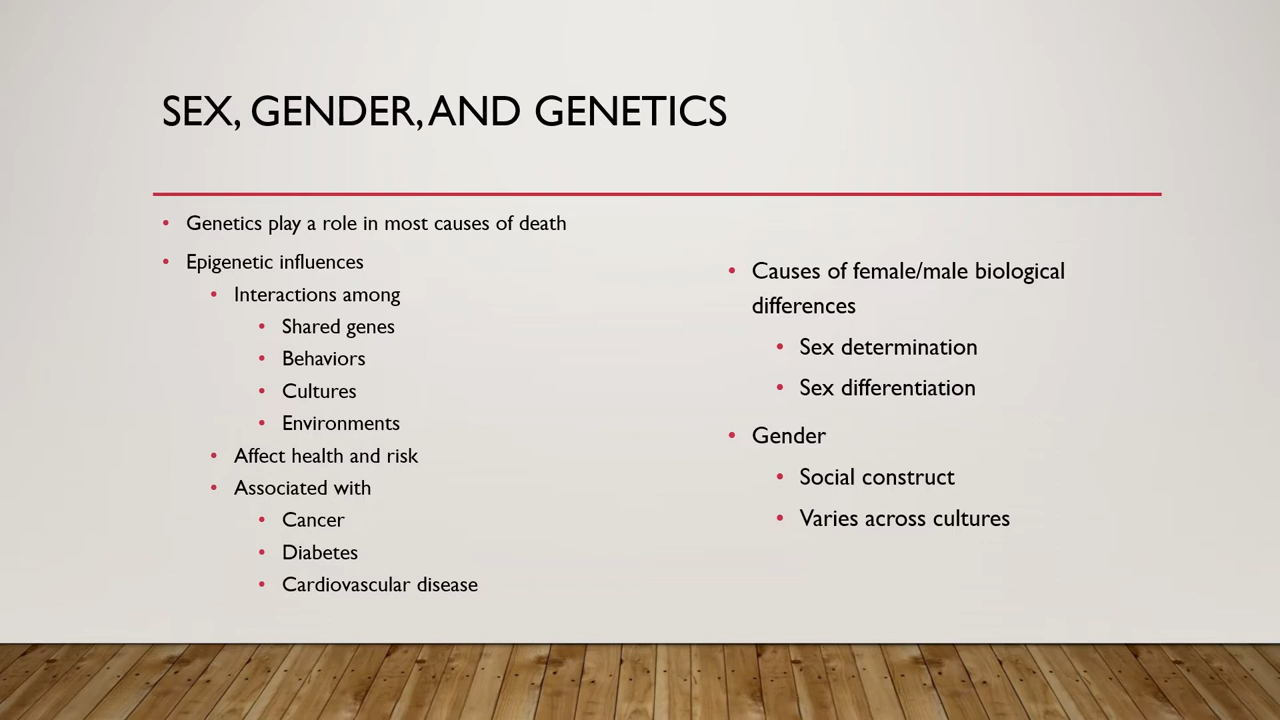 SEX, GENDER, AND GENETICS
• Genetics play a role in most causes of death
• Epigenetic influences
• Interactions among
• Shared genes
• Behaviors
• Cultures
• Environments
• Affect health and risk
• Associated with
• Cancer
• Diabetes
• Cardiovascular disease
• Causes of female/male biological
differences
• Sex determination
• Sex differentiation
• Gender
• Social construct
• Varies across cultures